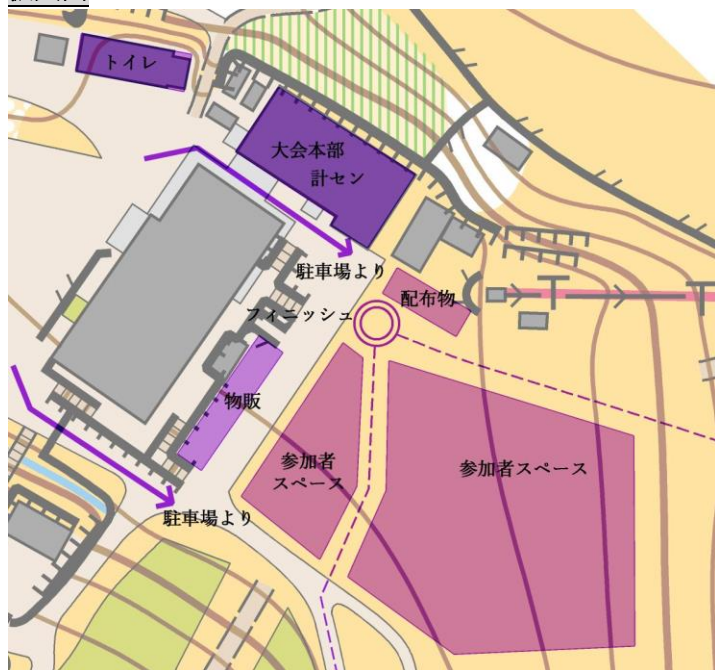 トイレ
大会本部
計セン
駐車場より
配布物
フィニッシュ
物販
参加者
スペース
参加者スペース
駐車場より